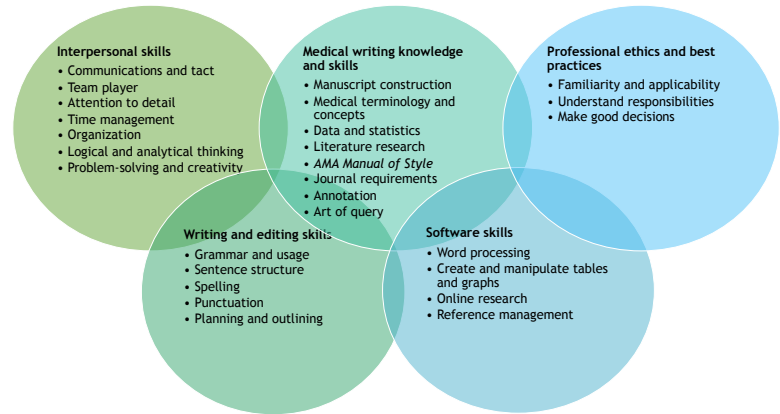 Interpersonal skills
• Communications and tact
• Team player
• Attention to detail
• Time management
• Organization
• Logical and analytical thinking
• Problem-solving and creativity
Medical writing knowledge
and skills
• Manuscript construction
• Medical terminology and
concepts
• Data and statistics
• Literature research
• AMA Manual of Style
• Journal requirements
• Annotation
• Art of query
Professional ethics and best
practices
• Familiarity and applicability
• Understand responsibilities
• Make good decisions
Writing and editing skills
• Grammar and usage
• Sentence structure
• Spelling
• Punctuation
• Planning and outlining
Software skills
• Word processing
• Create and manipulate tables
and graphs
• Online research
• Reference management